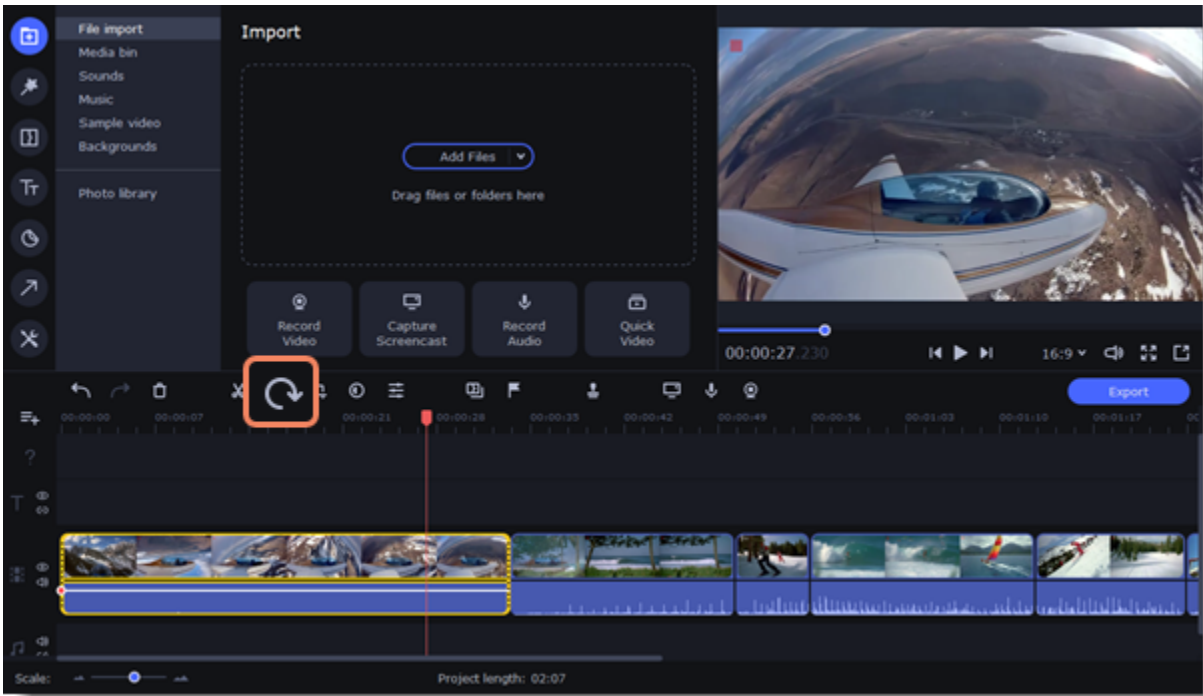 File import
Media bin
Sounds
Music
Sample video
Backgrounds
Photo library
Import
Add Files
Drag files or folders here
Record
Video
Capture
Screencast
Record
Audio
Quick
Video
00:00:27.230
16:9
Export
00:00:00 00:00:07 00:00:21 00:00:28 00:00:35 00:00:42 00:00:49 00:00:56 00:01:03 00:01:10 00:01:17
Scale:
Project length: 02:07